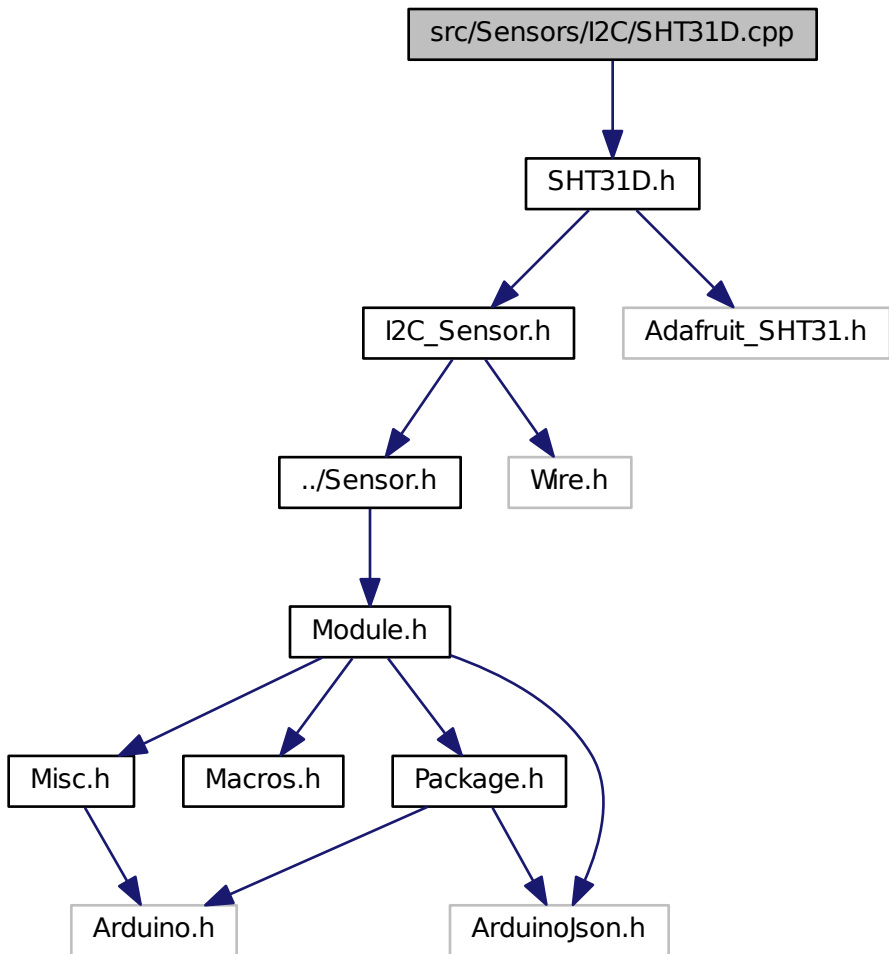 src/Sensors/I2C/SHT31D.cpp
SHT31D.h
I2C_Sensor.h
Adafruit_SHT31.h
../Sensor.h
Wire.h
Module.h
Misc.h
Macros.h
Package.h
Arduino.h
ArduinoJson.h